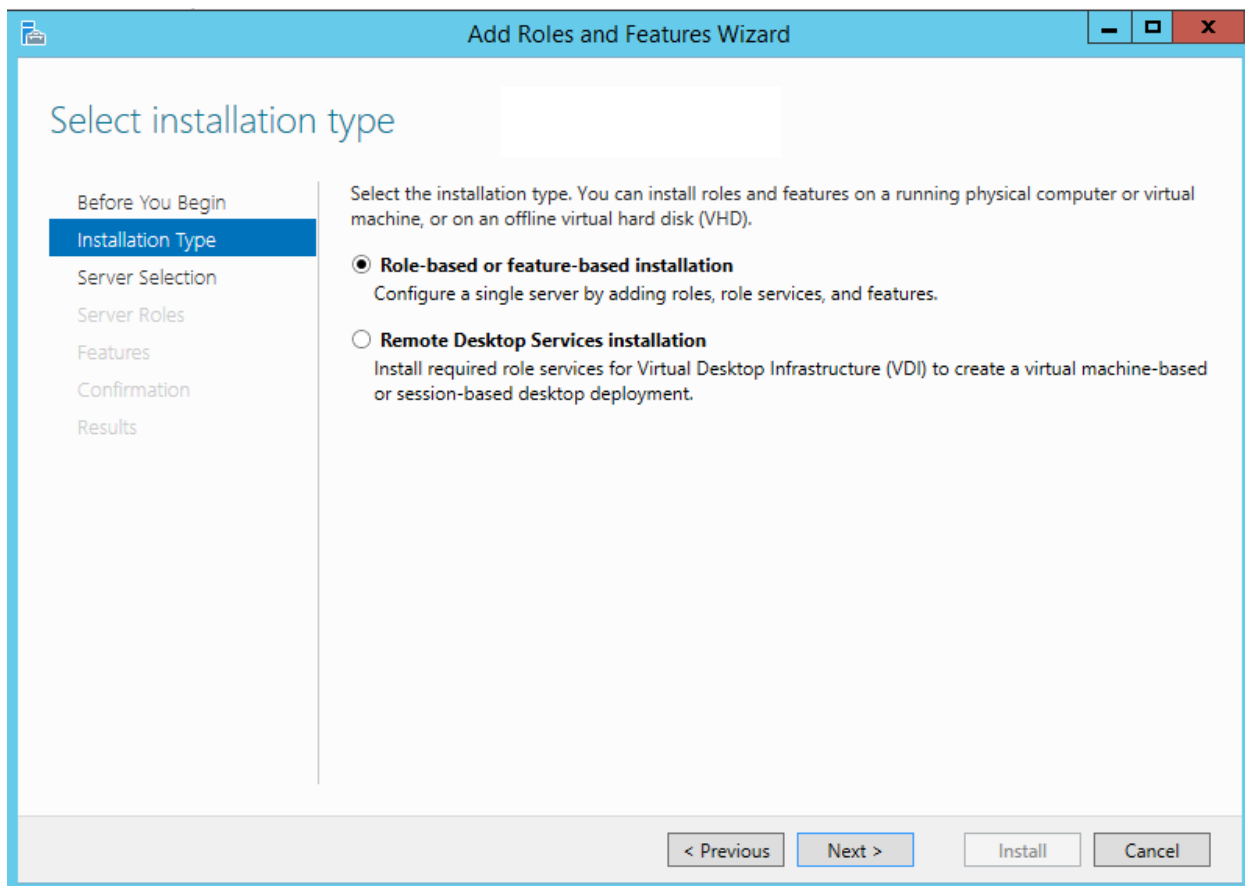 Add Roles and Features Wizard
Select installation type
Before You Begin
Installation Type
Server Selection
Server Roles
Features
Confirmation
Results
Select the installation type. You can install roles and features on a running physical computer or virtual
machine, or on an offline virtual hard disk (VHD).
Role-based or feature-based installation
Configure a single server by adding roles, role services, and features.
Remote Desktop Services installation
Install required role services for Virtual Desktop Infrastructure (VDI) to create a virtual machine-based
or session-based desktop deployment.
< Previous
Next >
Install
Cancel